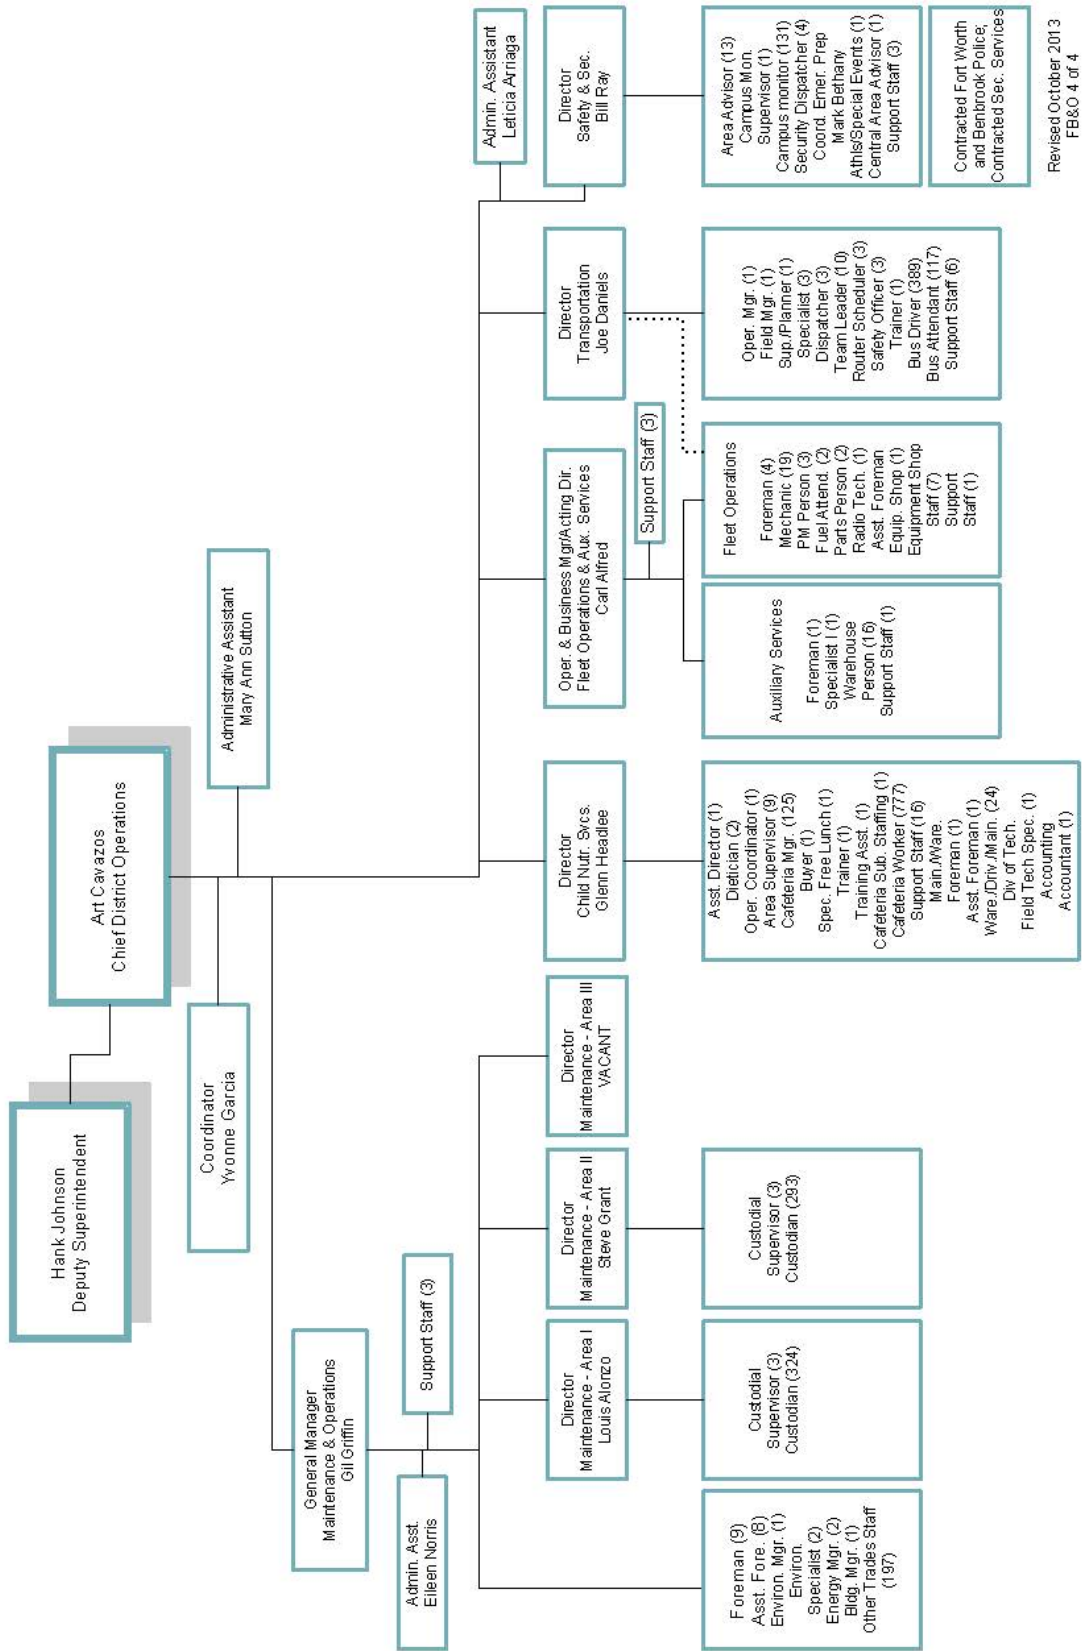 Hank Johnson
Deputy Superintendent
Art Cavazos
Chief District Operations
Coordinator
Yvonne Garcia
Administrative Assistant
Mary Ann Sutton
General Manager
Maintenance & Operations
Gil Griffin
Admin. Asst.
Eileen Norris
Support Staff (3)
Admin. Assistant
Leticia Arriaga
Director
Maintenance - Area I
Louis Alonzo
Director
Maintenance - Area II
Steve Grant
Director
Maintenance - Area III
VACANT
Director
Child Nutr. Svcs.
Glenn Headlee
Oper. & Business Mgr/Acting Dir.
Fleet Operations & Aux. Services
Carl Alfred
Director
Transportation
Joe Daniels
Director
Safety & Sec.
Bill Ray
Support Staff (3)
Foreman (9)
Asst. Fore. (8)
Environ. Mgr. (1)
Environ.
Specialist (2)
Energy Mgr. (2)
Bldg. Mgr. (1)
Other Trades Staff
(197)
Custodial
Supervisor (3)
Custodian (324)
Custodial
Supervisor (3)
Custodian (293)
Asst. Director (1)
Dietician (2)
Oper. Coordinator (1)
Area Supervisor (9)
Cafeteria Mgr. (125)
Buyer (1)
Spec. Free Lunch (1)
Trainer (1)
Training Asst. (1)
Cafeteria Sub. Staffing (1)
Cafeteria Worker (777)
Support Staff (16)
Main./Ware.
Foreman (1)
Asst. Foreman (1)
Ware./Driv./Main. (24)
Div of Tech.
Field Tech Spec. (1)
Accounting
Accountant (1)
Auxiliary Services
Foreman (1)
Specialist I (1)
Warehouse
Person (16)
Support Staff (1)
Fleet Operations
Foreman (4)
Mechanic (19)
PM Person (3)
Fuel Attend. (2)
Parts Person (2)
Radio Tech. (1)
Asst. Foreman
Equip. Shop (1)
Equipment Shop
Staff (7)
Support
Staff (1)
Oper. Mgr. (1)
Field Mgr. (1)
Sup./Planner (1)
Specialist (3)
Dispatcher (3)
Team Leader (10)
Router Scheduler (3)
Safety Officer (3)
Trainer (1)
Bus Driver (389)
Bus Attendant (117)
Support Staff (6)
Area Advisor (13)
Campus Mon.
Supervisor (1)
Campus monitor (131)
Security Dispatcher (4)
Coord. Emer. Prep
Mark Bethany
Athls/Special Events (1)
Central Area Advisor (1)
Support Staff (3)
Contracted Fort Worth
and Benbrook Police;
Contracted Sec. Services
Revised October 2013
FB&O 4 of 4